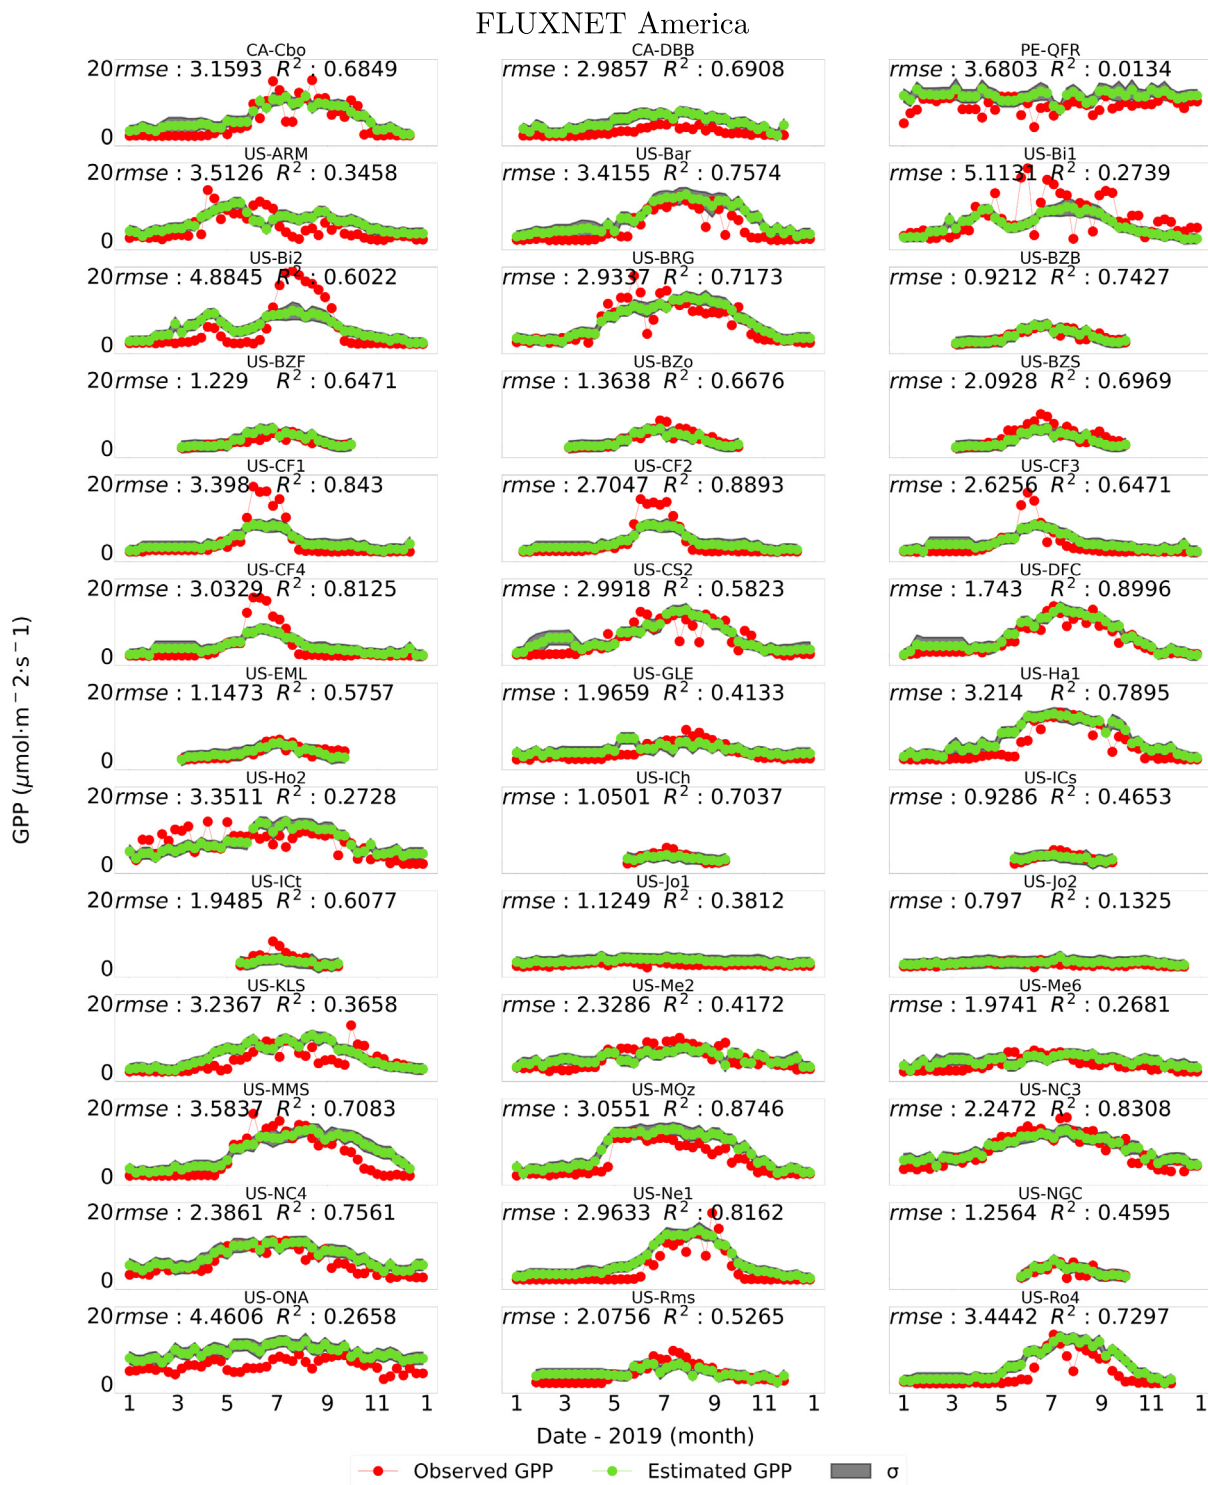 FLUXNET America
CA-Cbo CA-DBB PE-QFR
20 rmse : 3.1593 R² : 0.6849 rmse : 2.9857 R² : 0.6908 rmse : 3.6803 R² : 0.0134
0
US-ARM US-Bar US-Bi1
20 rmse : 3.5126 R² : 0.3458 rmse : 3.4155 R² : 0.7574 rmse : 5.1131 R² : 0.2739
0
US-Bi2 US-BRG US-BZB
20 rmse : 4.8845 R² : 0.6022 rmse : 2.9337 R² : 0.7173 rmse : 0.9212 R² : 0.7427
0
US-BZF US-BZo US-BZS
20 rmse : 1.229 R² : 0.6471 rmse : 1.3638 R² : 0.6676 rmse : 2.0928 R² : 0.6969
0
US-CF1 US-CF2 US-CF3
20 rmse : 3.398 R² : 0.843 rmse : 2.7047 R² : 0.8893 rmse : 2.6256 R² : 0.6471
0
US-CF4 US-CS2 US-DFC
20 rmse : 3.0329 R² : 0.8125 rmse : 2.9918 R² : 0.5823 rmse : 1.743 R² : 0.8996
0
US-EML US-GLE US-Ha1
20 rmse : 1.1473 R² : 0.5757 rmse : 1.9659 R² : 0.4133 rmse : 3.214 R² : 0.7895
0
US-Ho2 US-ICh US-ICs
20 rmse : 3.3511 R² : 0.2728 rmse : 1.0501 R² : 0.7037 rmse : 0.9286 R² : 0.4653
0
US-ICt US-Jo1 US-Jo2
20 rmse : 1.9485 R² : 0.6077 rmse : 1.1249 R² : 0.3812 rmse : 0.797 R² : 0.1325
0
US-KLS US-Me2 US-Me6
20 rmse : 3.2367 R² : 0.3658 rmse : 2.3286 R² : 0.4172 rmse : 1.9741 R² : 0.2681
0
US-MMS US-MOz US-NC3
20 rmse : 3.5837 R² : 0.7083 rmse : 3.0551 R² : 0.8746 rmse : 2.2472 R² : 0.8308
0
US-NC4 US-Ne1 US-NGC
20 rmse : 2.3861 R² : 0.7561 rmse : 2.9633 R² : 0.8162 rmse : 1.2564 R² : 0.4595
0
US-ONA US-Rms US-Ro4
20 rmse : 4.4606 R² : 0.2658 rmse : 2.0756 R² : 0.5265 rmse : 3.4442 R² : 0.7297
0
1 3 5 7 9 11 1 1 3 5 7 9 11 1 1 3 5 7 9 11 1
GPP (μmol·m⁻2·s⁻1)
Date - 2019 (month)
Observed GPP Estimated GPP σ